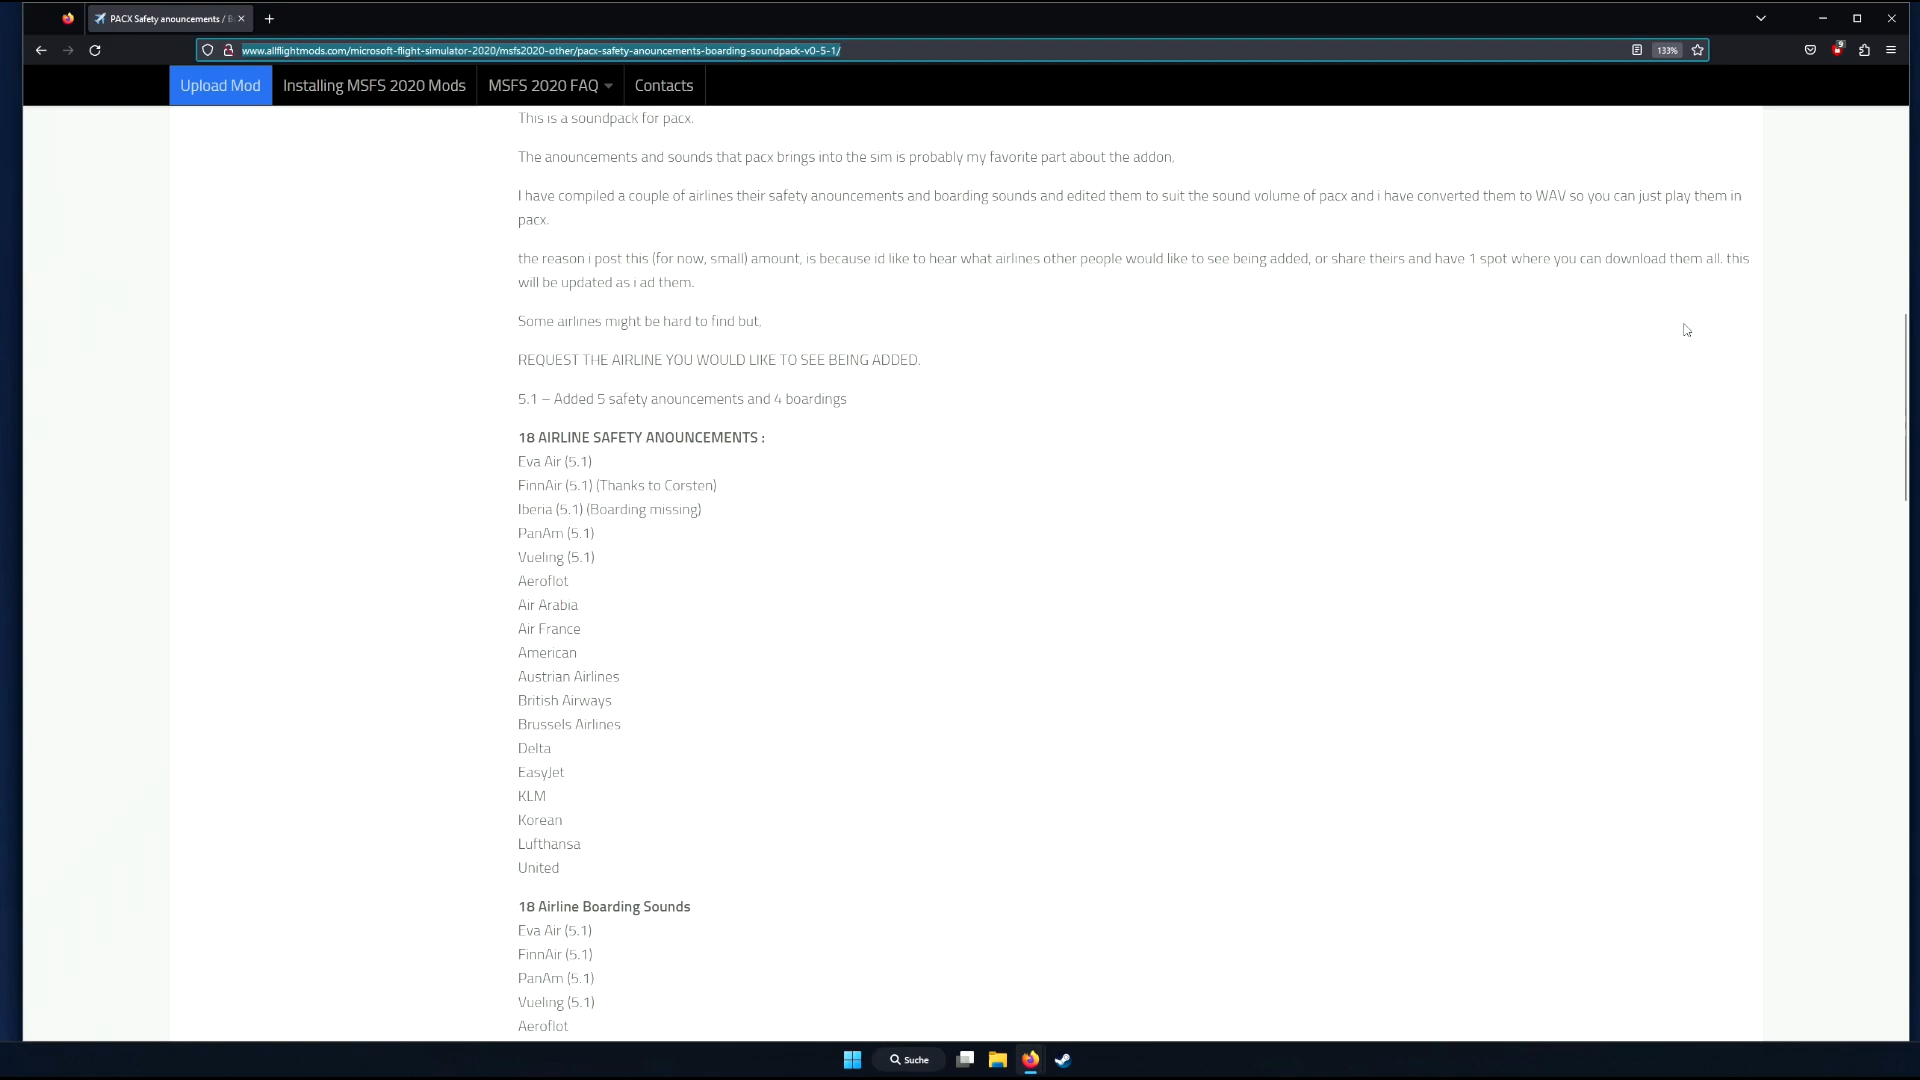 PACX Safety anouncements / B
www.allflightmods.com/microsoft-flight-simulator-2020/msfs2020-other/pacx-safety-anouncements-boarding-soundpack-v0-5-1/
133%
9
Upload Mod
Installing MSFS 2020 Mods
MSFS 2020 FAQ
Contacts
This is a soundpack for pacx.
The anouncements and sounds that pacx brings into the sim is probably my favorite part about the addon,
I have compiled a couple of airlines their safety anouncements and boarding sounds and edited them to suit the sound volume of pacx and i have converted them to WAV so you can just play them in
pacx.
the reason i post this (for now, small) amount, is because id like to hear what airlines other people would like to see being added, or share theirs and have 1 spot where you can download them all. this
will be updated as i ad them.
Some airlines might be hard to find but,
REQUEST THE AIRLINE YOU WOULD LIKE TO SEE BEING ADDED.
5.1 – Added 5 safety anouncements and 4 boardings
18 AIRLINE SAFETY ANOUNCEMENTS :
Eva Air (5.1)
FinnAir (5.1) (Thanks to Corsten)
Iberia (5.1) (Boarding missing)
PanAm (5.1)
Vueling (5.1)
Aeroflot
Air Arabia
Air France
American
Austrian Airlines
British Airways
Brussels Airlines
Delta
EasyJet
KLM
Korean
Lufthansa
United
18 Airline Boarding Sounds
Eva Air (5.1)
FinnAir (5.1)
PanAm (5.1)
Vueling (5.1)
Aeroflot
Suche